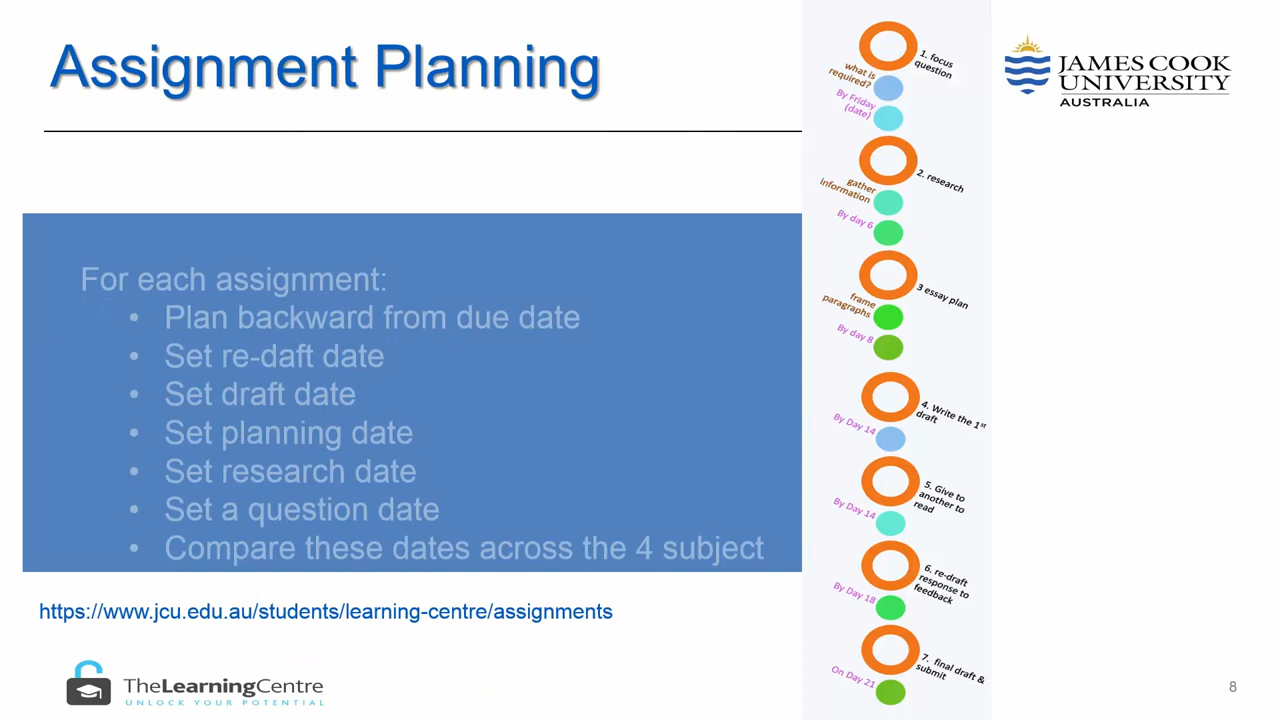 Assignment Planning
JAMES COOK
UNIVERSITY
AUSTRALIA
For each assignment:
• Plan backward from due date
• Set re-daft date
• Set draft date
• Set planning date
• Set research date
• Set a question date
• Compare these dates across the 4 subject
https://www.jcu.edu.au/students/learning-centre/assignments
1. focus
question
what is
required?
By Friday
(date)
2. research
gather
information
By day 6
3 essay plan
frame
paragraphs
By day 8
4. Write the 1st
draft
By Day 14
5. Give to
another to
read
By Day 14
6. re-draft
response to
feedback
By Day 18
7. final draft &
submit
On Day 21
TheLearningCentre
UNLOCK YOUR POTENTIAL
8